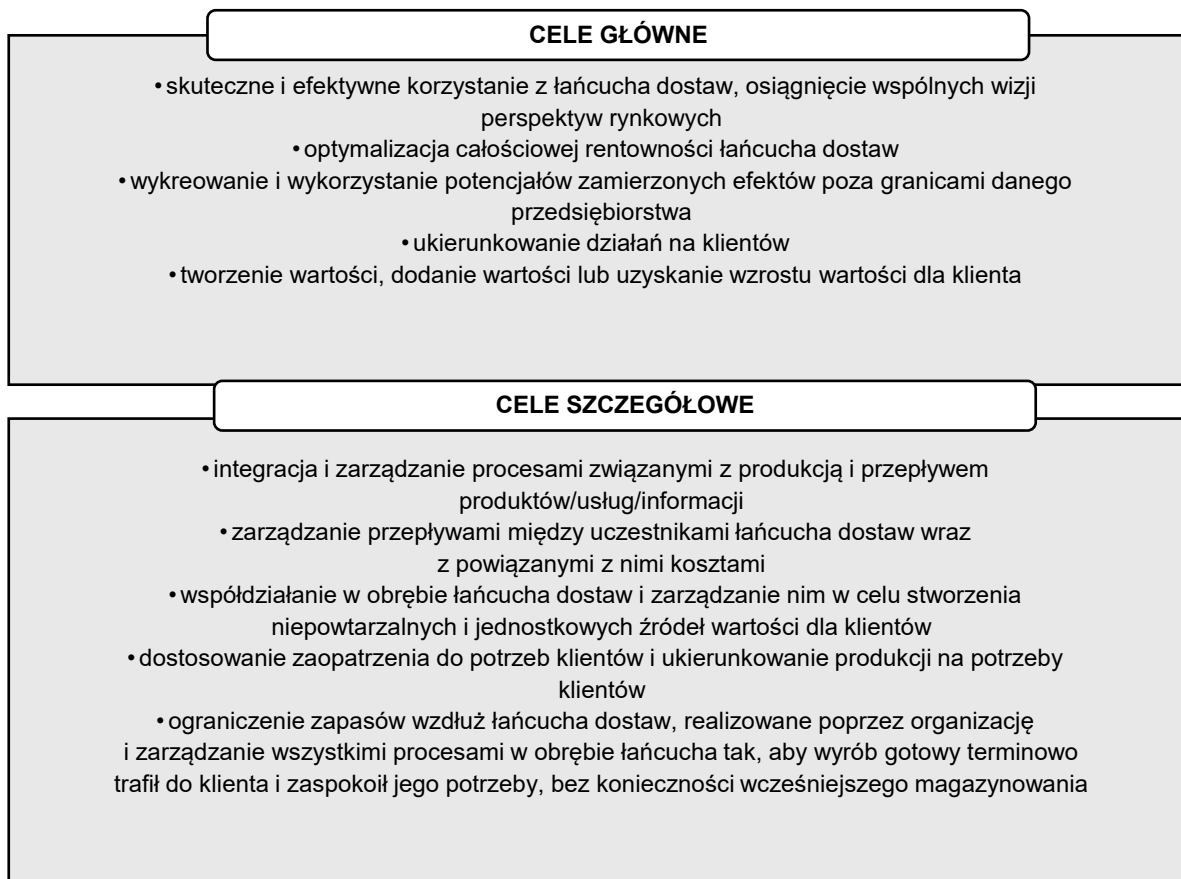 CELE GŁÓWNE
• skuteczne i efektywne korzystanie z łańcucha dostaw, osiągnięcie wspólnych wizji
perspektyw rynkowych
• optymalizacja całościowej rentowności łańcucha dostaw
• wykreowanie i wykorzystanie potencjałów zamierzonych efektów poza granicami danego
przedsiębiorstwa
• ukierunkowanie działań na klientów
• tworzenie wartości, dodanie wartości lub uzyskanie wzrostu wartości dla klienta
CELE SZCZEGÓŁOWE
• integracja i zarządzanie procesami związanymi z produkcją i przepływem
produktów/usług/informacji
• zarządzanie przepływami między uczestnikami łańcucha dostaw wraz
z powiązanymi z nimi kosztami
• współdziałanie w obrębie łańcucha dostaw i zarządzanie nim w celu stworzenia
niepowtarzalnych i jednostkowych źródeł wartości dla klientów
• dostosowanie zaopatrzenia do potrzeb klientów i ukierunkowanie produkcji na potrzeby
klientów
• ograniczenie zapasów wzdłuż łańcucha dostaw, realizowane poprzez organizację
i zarządzanie wszystkimi procesami w obrębie łańcucha tak, aby wyrób gotowy terminowo
trafił do klienta i zaspokoił jego potrzeby, bez konieczności wcześniejszego magazynowania